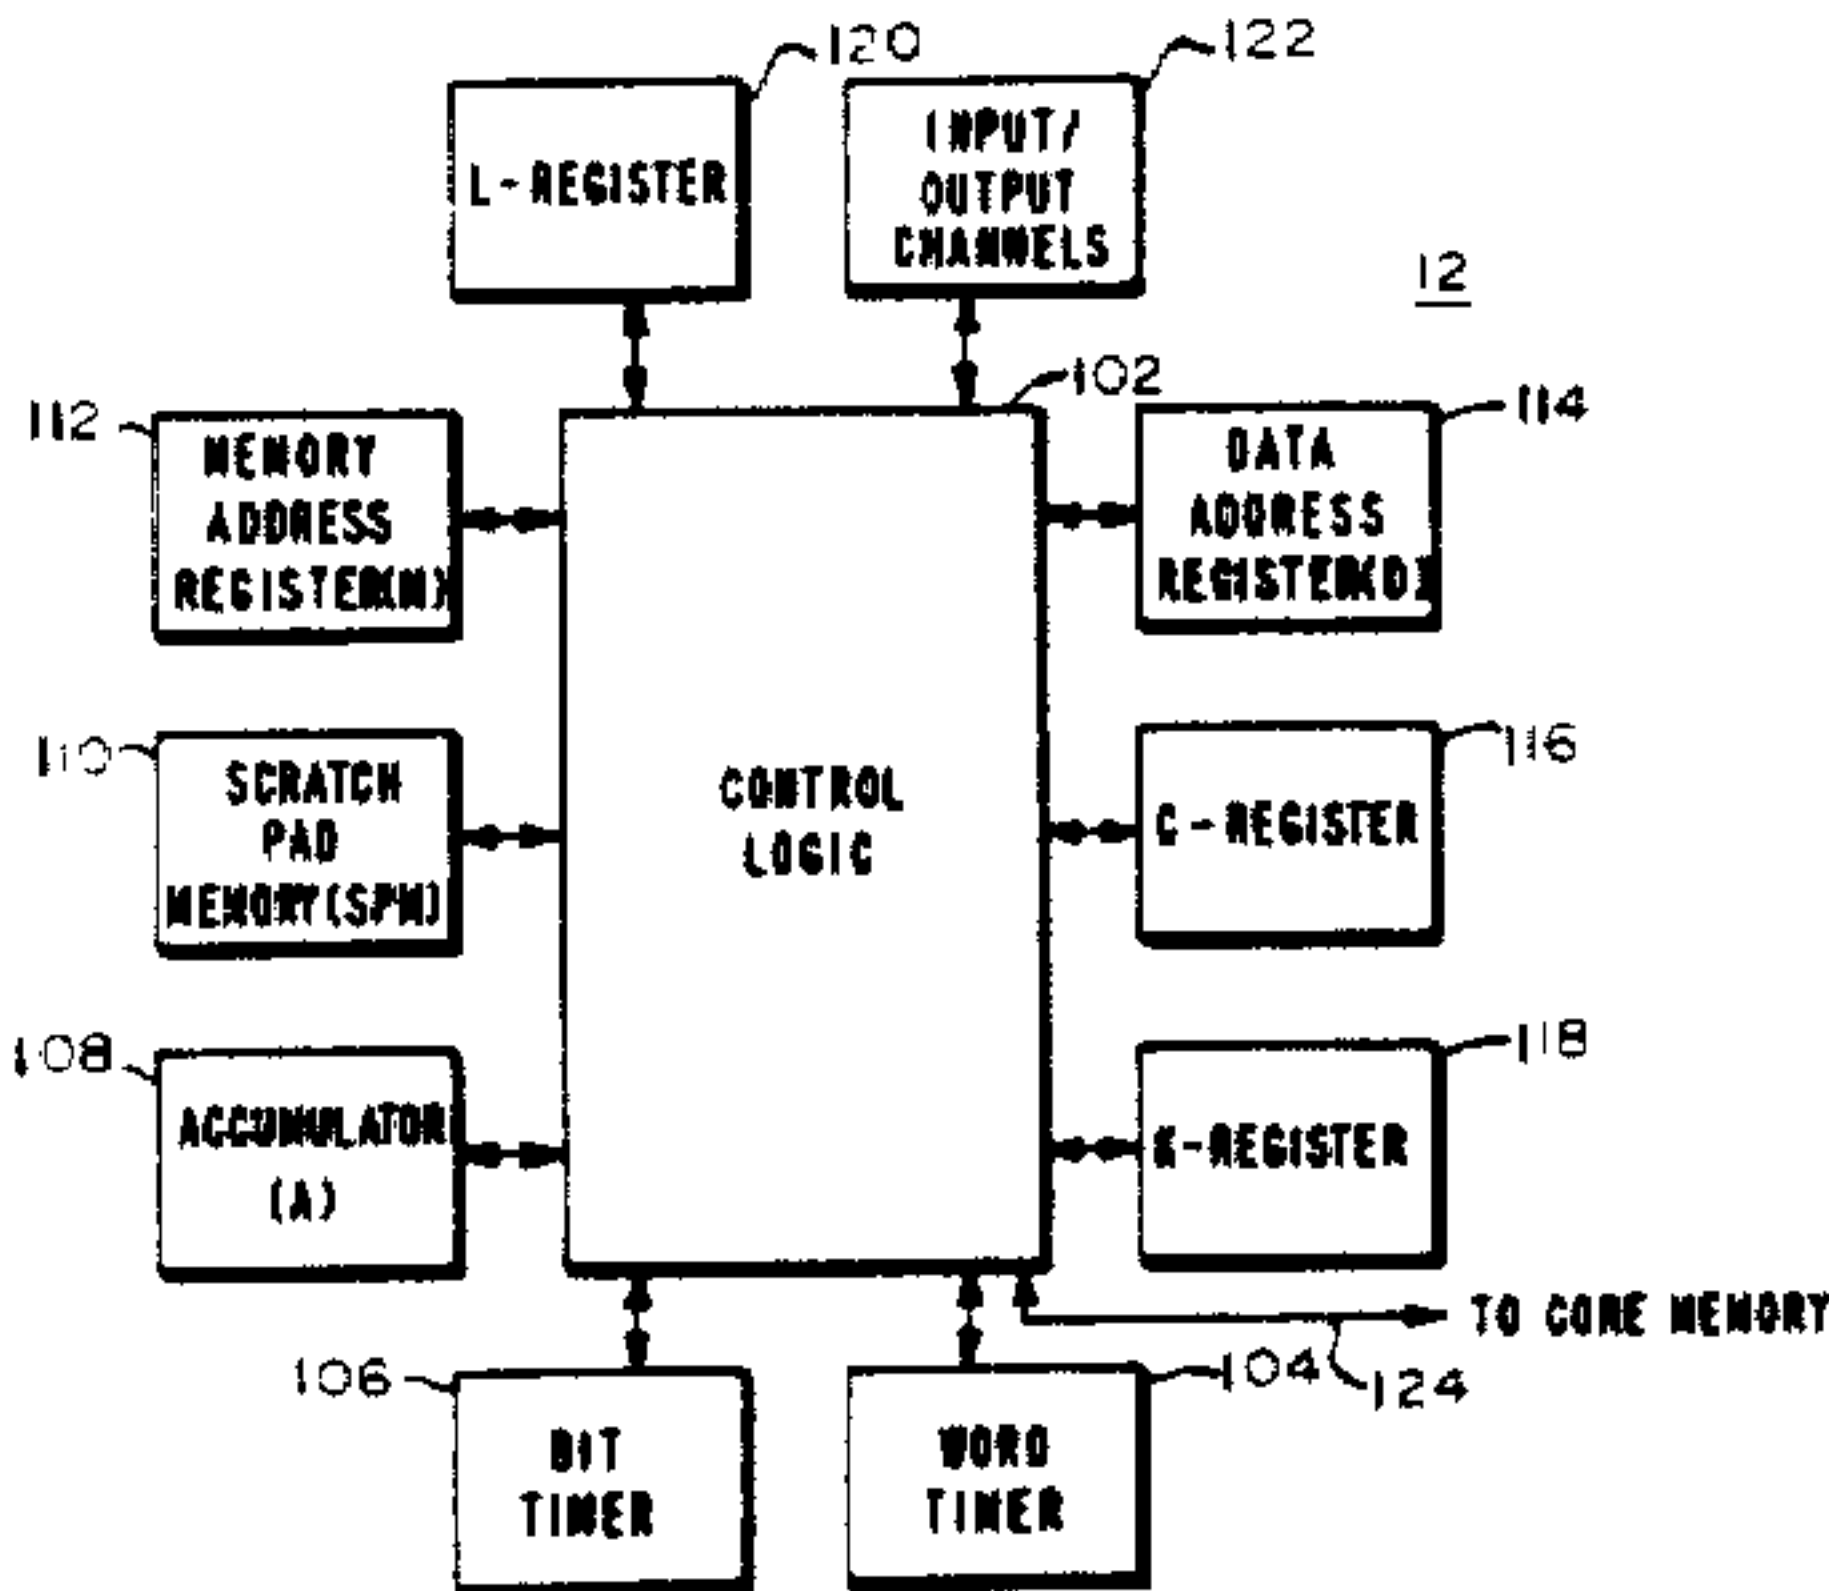 120
122
L-REGISTER
INPUT/
OUTPUT
CHANNELS
12
102
112
MEMORY
ADDRESS
REGISTER(M)
114
DATA
ADDRESS
REGISTER(D)
110
SCRATCH
PAD
MEMORY(SPM)
CONTROL
LOGIC
116
C-REGISTER
108
ACCUMULATOR
(A)
118
K-REGISTER
TO CORE MEMORY
124
106
BIT
TIMER
104
WORD
TIMER